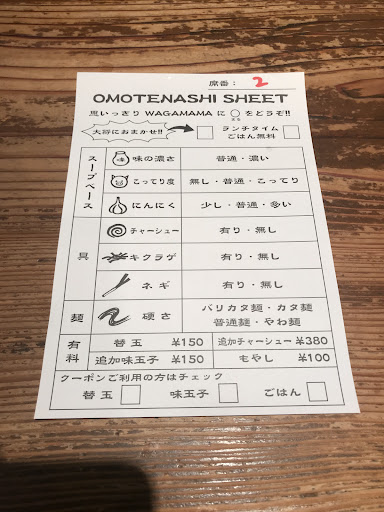 席番： 2
OMOTENASHI SHEET
思いっきり WAGAMAMA に ○ をどうぞ!!
まる
大将におまかせ!! ランチタイム
ごはん無料
スープベース
味の濃さ 普通・濃い
こってり度 無し・普通・こってり
にんにく 少し・普通・多い
具
チャーシュー 有り・無し
キクラゲ 有り・無し
ネギ 有り・無し
麺 硬さ バリカタ麺・カタ麺
普通麺・やわ麺
有料
替玉 ¥150 追加チャーシュー ¥380
追加味玉子 ¥150 もやし ¥100
クーポンご利用の方はチェック
替玉 味玉子 ごはん